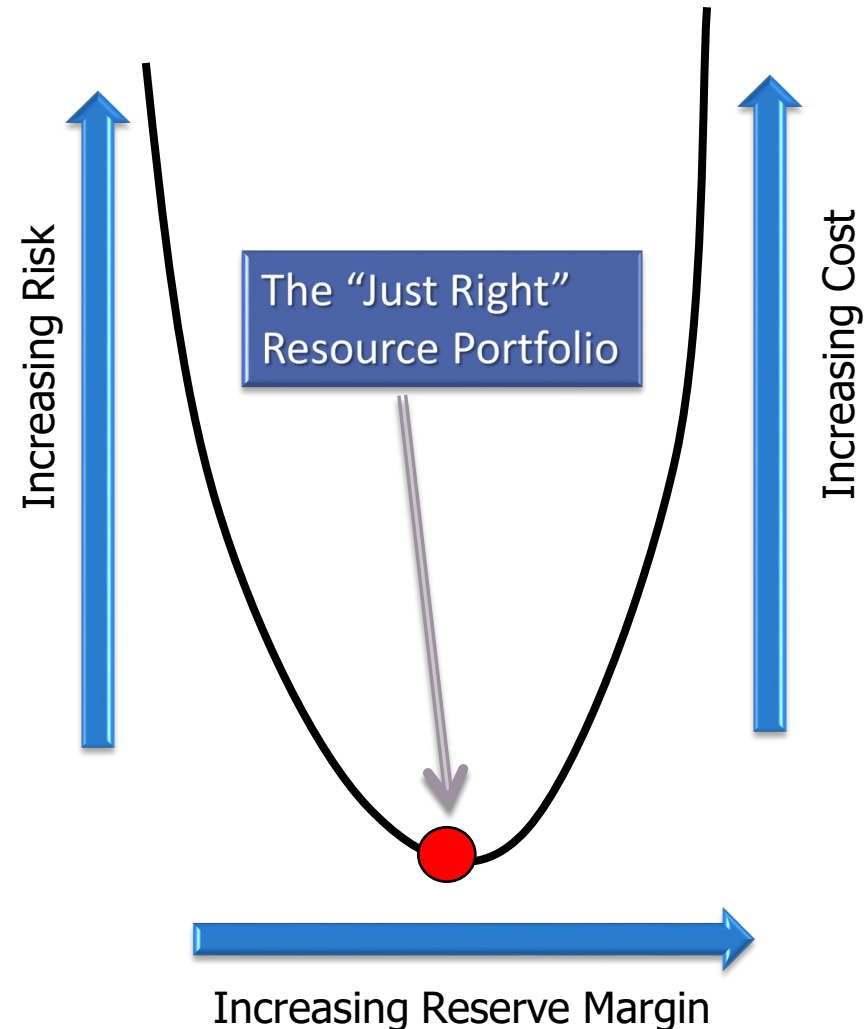 Increasing Risk
The “Just Right”
Resource Portfolio
Increasing Cost
Increasing Reserve Margin